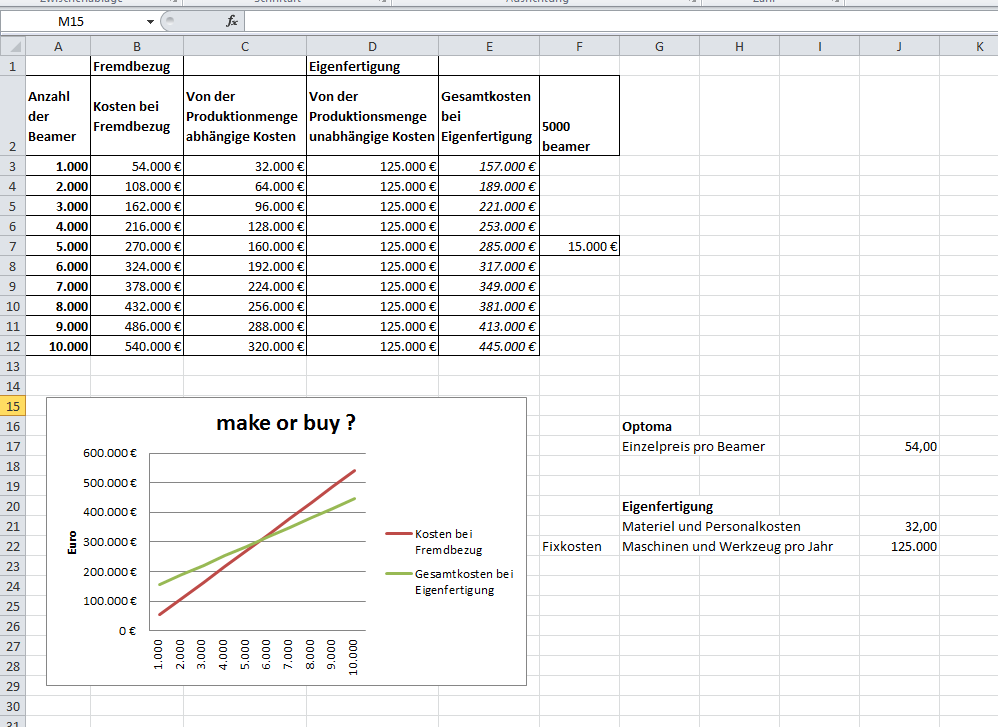 Zwischenablage Schriftart Ausrichtung Zahl
M15 fx
A B C D E F G H I J K
1 Fremdbezug Eigenfertigung
2 Anzahl der Beamer Kosten bei Fremdbezug Von der Produktionmenge abhängige Kosten Von der Produktionsmenge unabhängige Kosten Gesamtkosten bei Eigenfertigung 5000 beamer
3 1.000 54.000 € 32.000 € 125.000 € 157.000 €
4 2.000 108.000 € 64.000 € 125.000 € 189.000 €
5 3.000 162.000 € 96.000 € 125.000 € 221.000 €
6 4.000 216.000 € 128.000 € 125.000 € 253.000 €
7 5.000 270.000 € 160.000 € 125.000 € 285.000 € 15.000 €
8 6.000 324.000 € 192.000 € 125.000 € 317.000 €
9 7.000 378.000 € 224.000 € 125.000 € 349.000 €
10 8.000 432.000 € 256.000 € 125.000 € 381.000 €
11 9.000 486.000 € 288.000 € 125.000 € 413.000 €
12 10.000 540.000 € 320.000 € 125.000 € 445.000 €
13
14
15
16 Optoma
17 Einzelpreis pro Beamer 54,00
18
19
20 Eigenfertigung
21 Materiel und Personalkosten 32,00
22 Fixkosten Maschinen und Werkzeug pro Jahr 125.000
23
24
25
26
27
28
29
30
31
make or buy ?
600.000 €
500.000 €
400.000 €
300.000 €
200.000 €
100.000 €
0 €
Euro
1.000 2.000 3.000 4.000 5.000 6.000 7.000 8.000 9.000 10.000
Kosten bei
Fremdbezug
Gesamtkosten bei
Eigenfertigung